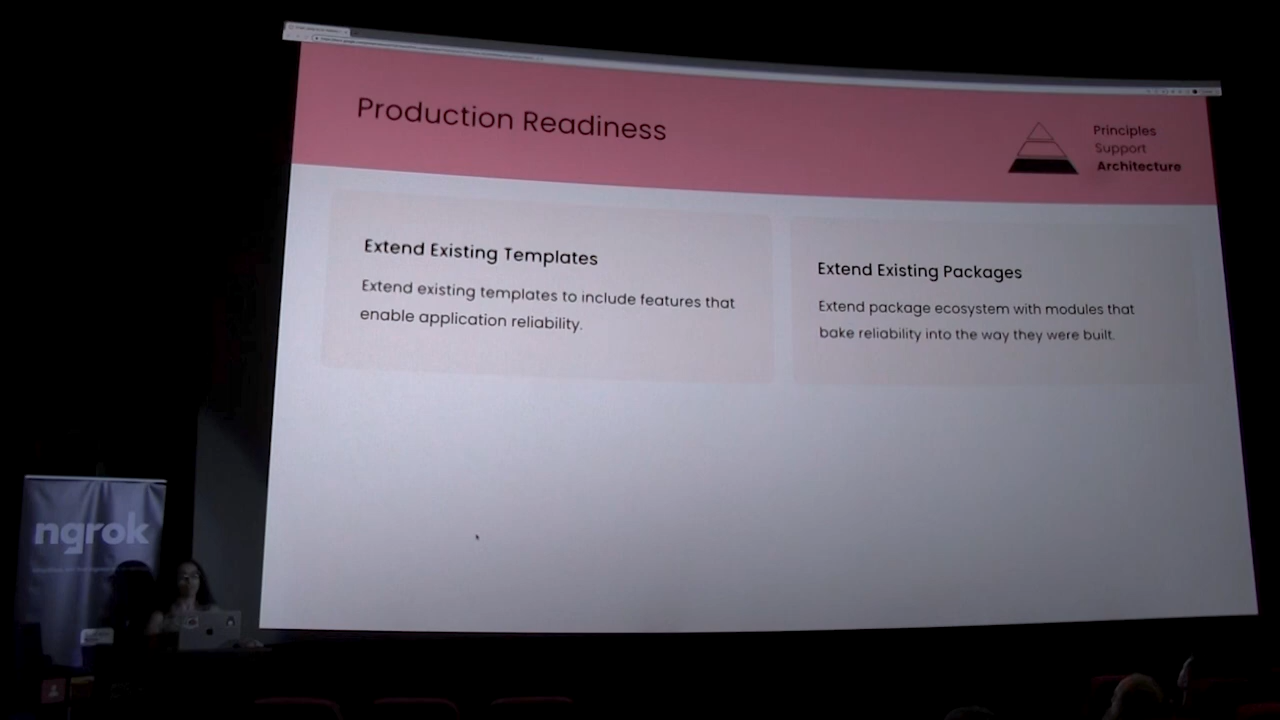 Production Readiness
Principles
Support
Architecture
Extend Existing Templates
Extend existing templates to include features that
enable application reliability.
Extend Existing Packages
Extend package ecosystem with modules that
bake reliability into the way they were built.
ngrok